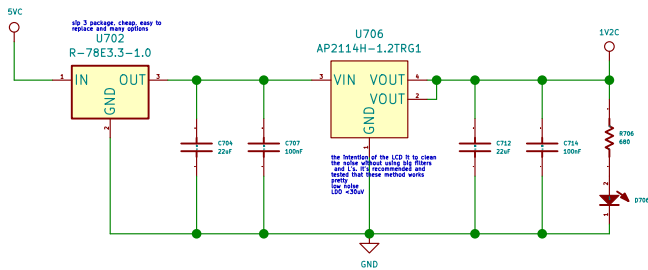 5VC
sip 3 package, cheap, easy to
replace and many options
U702
R-78E3.3-1.0
1
IN
OUT
3
GND
2
C704
22uF
C707
100nF
U706
AP2114H-1.2TRG1
3
VIN
VOUT
4
VOUT
2
GND
1
the intention of the LCD it to clean
the noise without using big filters
and L's. it's recommended and
tested that these method works
pretty
low noise
LDO <30uV
C712
22uF
C714
100nF
1V2C
R706
680
2
1
D706
GND